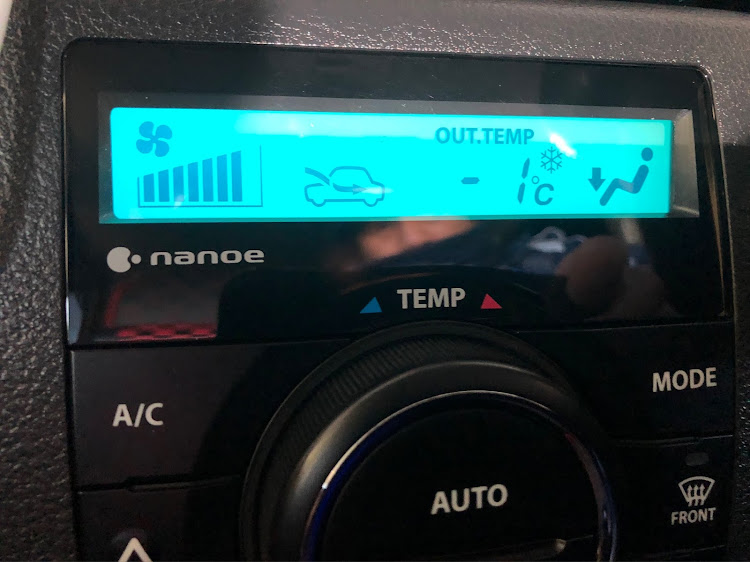 OUT.TEMP
-1°C
nanoe
TEMP
A/C
MODE
AUTO
FRONT